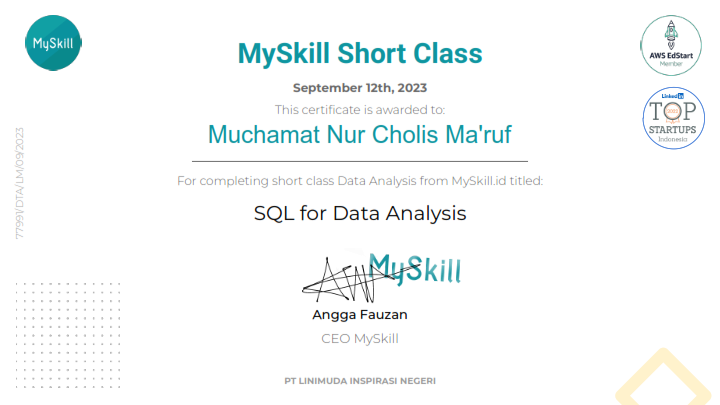 MySkill
MySkill Short Class
AWS EdStart
Member
September 12th, 2023
LinkedIn
TOP
STARTUPS
Indonesia
This certificate is awarded to:
Muchamat Nur Cholis Ma'ruf
77991/DTA/LM/09/2023
For completing short class Data Analysis from MySkill.id titled:
SQL for Data Analysis
MySkill
Angga Fauzan
CEO MySkill
PT LINIMUDA INSPIRASI NEGERI